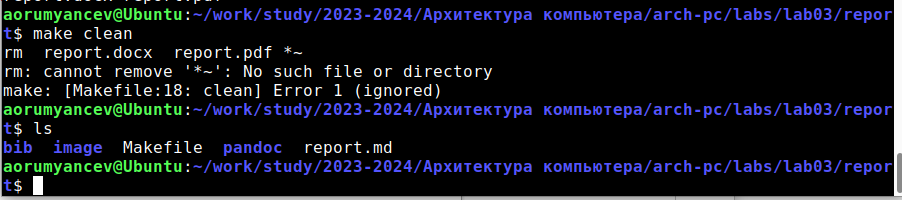 aorumyancev@Ubuntu:~/work/study/2023-2024/Архитектура компьютера/arch-pc/labs/lab03/repor
t$ make clean
rm  report.docx  report.pdf *~
rm: cannot remove '*~': No such file or directory
make: [Makefile:18: clean] Error 1 (ignored)
aorumyancev@Ubuntu:~/work/study/2023-2024/Архитектура компьютера/arch-pc/labs/lab03/repor
t$ ls
bib  image  Makefile  pandoc  report.md
aorumyancev@Ubuntu:~/work/study/2023-2024/Архитектура компьютера/arch-pc/labs/lab03/repor
t$